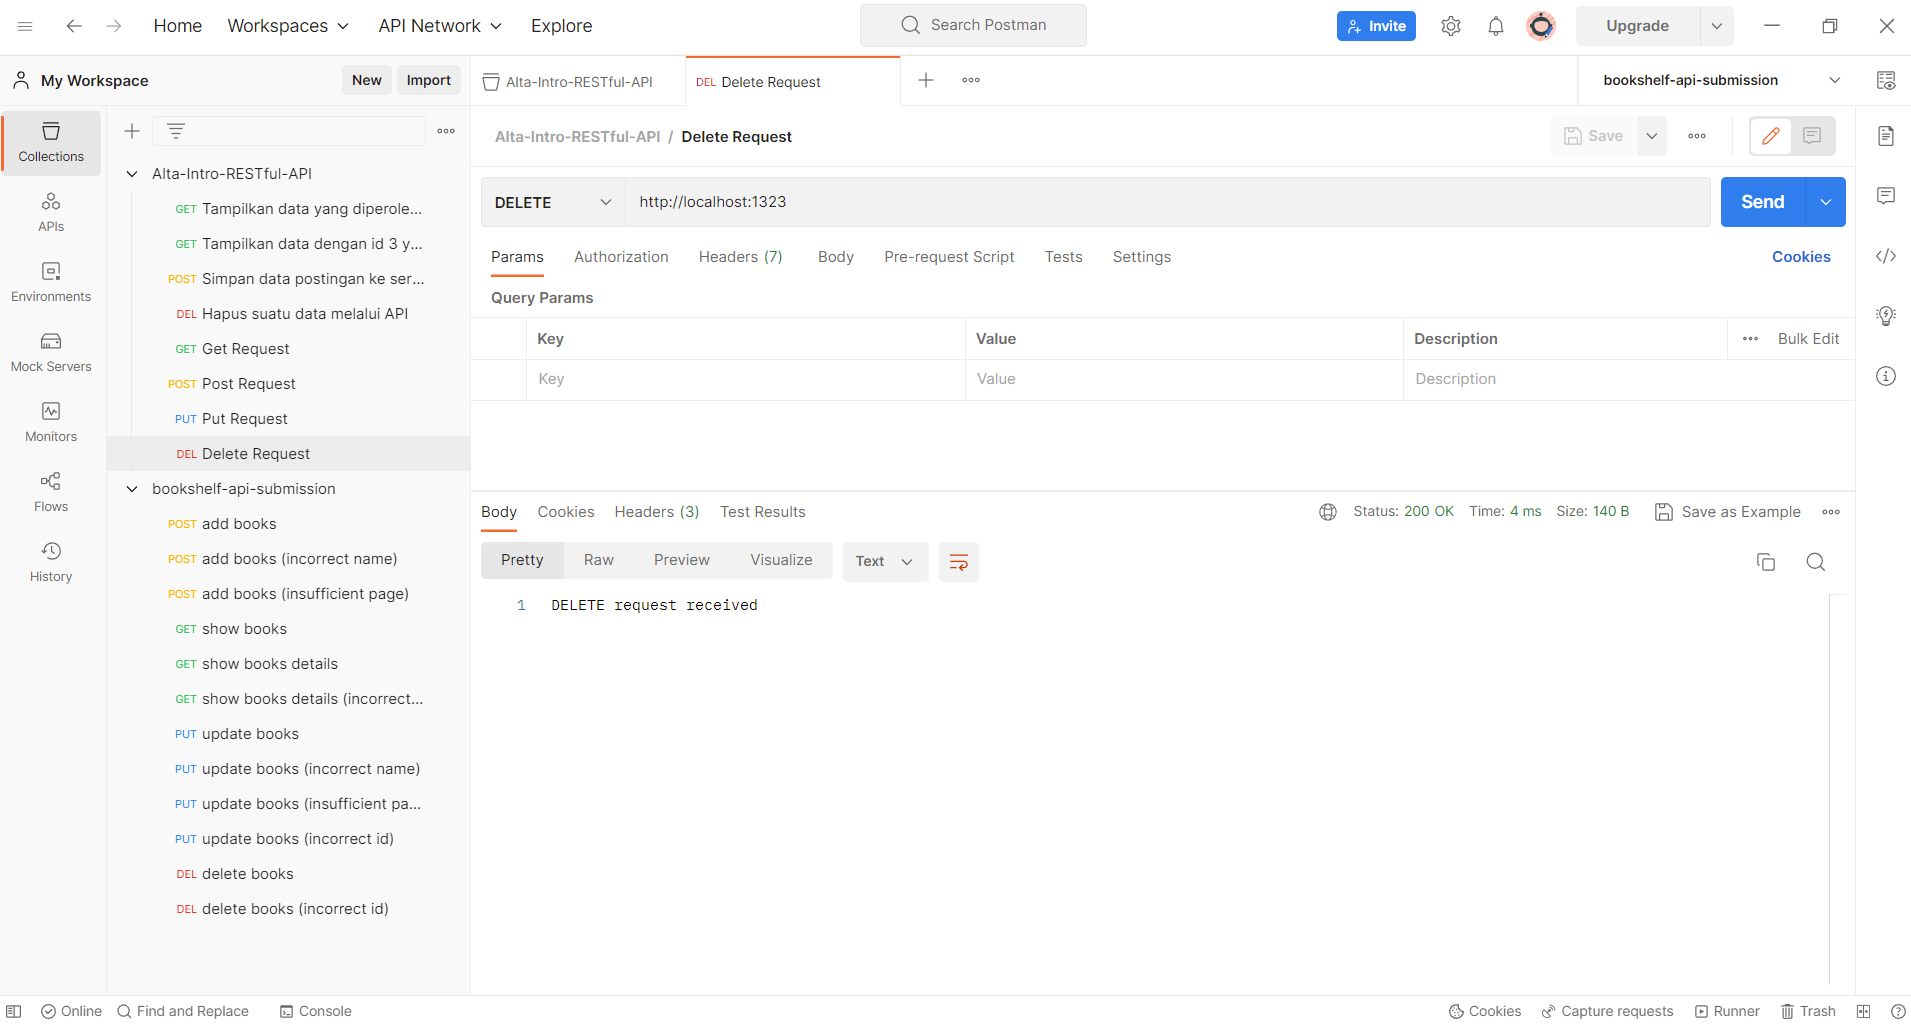 Home Workspaces API Network Explore Search Postman Invite Upgrade
My Workspace New Import Alta-Intro-RESTful-API DEL Delete Request bookshelf-api-submission
Collections
APIs
Environments
Mock Servers
Monitors
Flows
History
Alta-Intro-RESTful-API
GET Tampilkan data yang diperole...
GET Tampilkan data dengan id 3 y...
POST Simpan data postingan ke ser...
DEL Hapus suatu data melalui API
GET Get Request
POST Post Request
PUT Put Request
DEL Delete Request
bookshelf-api-submission
POST add books
POST add books (incorrect name)
POST add books (insufficient page)
GET show books
GET show books details
GET show books details (incorrect...
PUT update books
PUT update books (incorrect name)
PUT update books (insufficient pa...
PUT update books (incorrect id)
DEL delete books
DEL delete books (incorrect id)
Alta-Intro-RESTful-API / Delete Request Save
DELETE http://localhost:1323 Send
Params Authorization Headers (7) Body Pre-request Script Tests Settings Cookies
Query Params
Key Value Description Bulk Edit
Key Value Description
Body Cookies Headers (3) Test Results Status: 200 OK Time: 4 ms Size: 140 B Save as Example
Pretty Raw Preview Visualize Text
1 DELETE request received
Online Find and Replace Console Cookies Capture requests Runner Trash